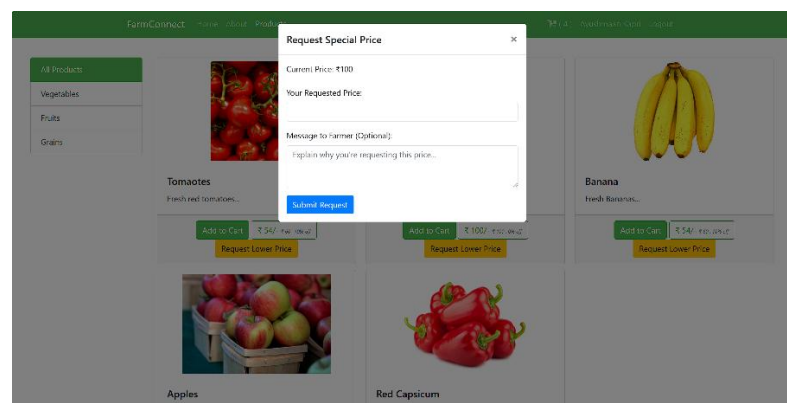 FarmConnect Home About Products
Request Special Price ×
Current Price: ₹100
Your Requested Price:
Message to Farmer (Optional):
Explain why you're requesting this price...
Submit Request
All Products
Vegetables
Fruits
Grains
Tomaotes
Fresh red tomatoes...
Add to Cart ₹ 54/-
Request Lower Price
Add to Cart ₹ 100/-
Request Lower Price
Banana
Fresh Bananas...
Add to Cart ₹ 54/-
Request Lower Price
Apples
Red Capsicum